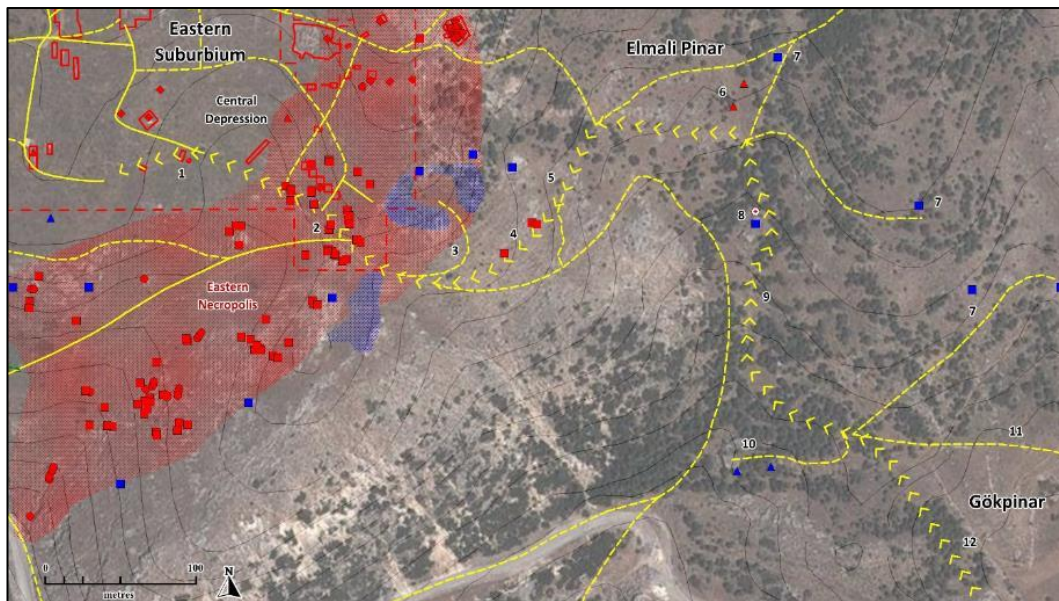 Eastern
Suburbium
Elmali Pinar
7
6
Central
Depression
1
5
7
8
2
4
3
Eastern
Necropolis
9
7
10
11
Gökpinar
12
0
100
metres
N